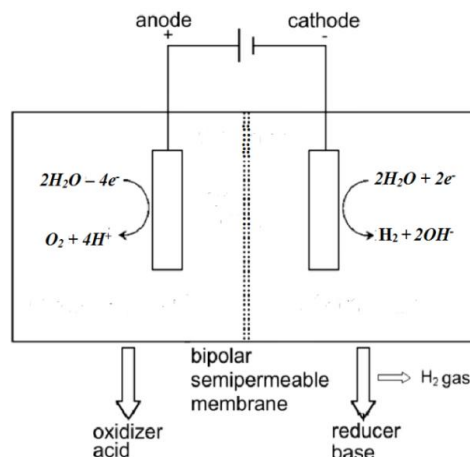 anode
+
cathode
-
2H₂O – 4e⁻
O₂ + 4H⁺
2H₂O + 2e⁻
H₂ + 2OH⁻
bipolar
semipermeable
membrane
oxidizer
acid
reducer
base
H₂ gas